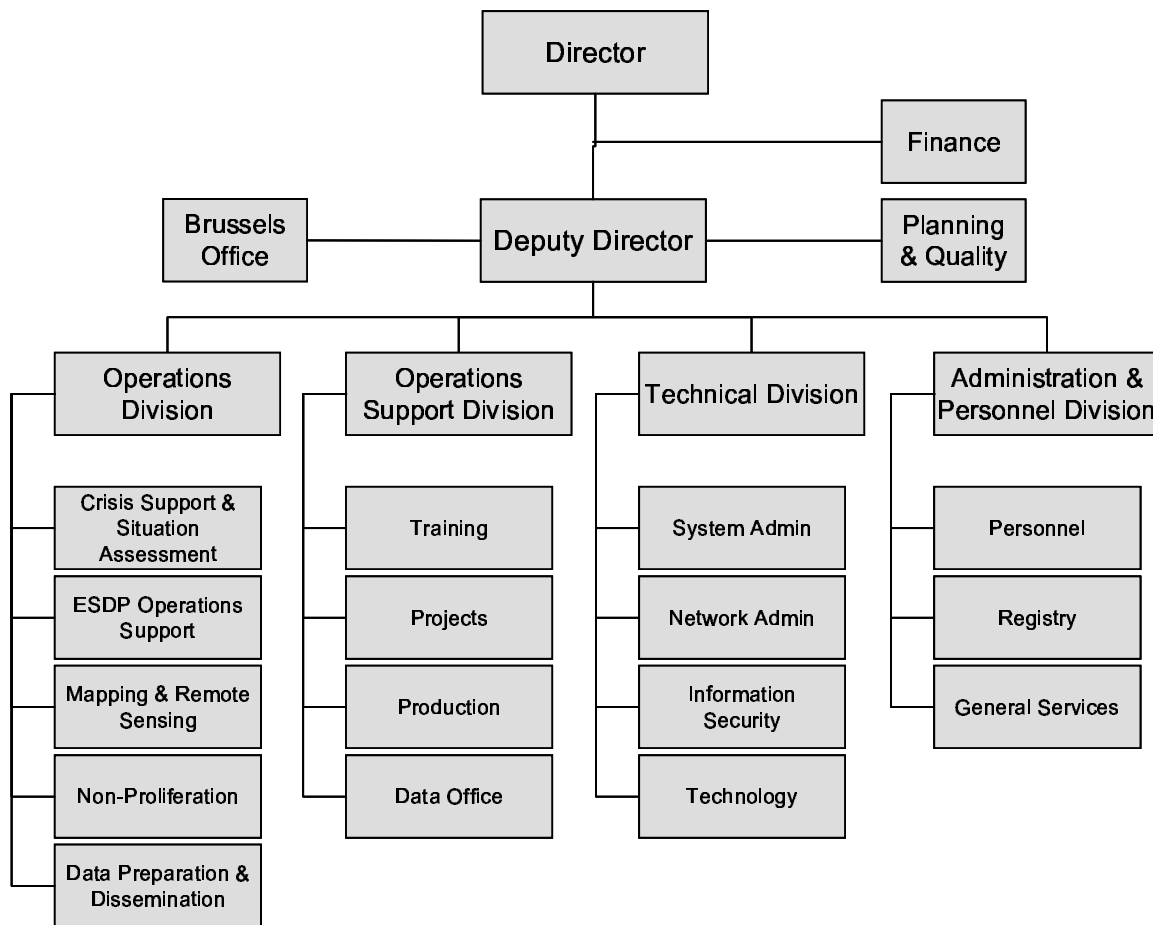 Director
Finance
Brussels
Office
Deputy Director
Planning
& Quality
Operations
Division
Operations
Support Division
Technical Division
Administration &
Personnel Division
Crisis Support &
Situation
Assessment
Training
System Admin
Personnel
ESDP Operations
Support
Projects
Network Admin
Registry
Mapping & Remote
Sensing
Production
Information
Security
General Services
Non-Proliferation
Data Office
Technology
Data Preparation &
Dissemination